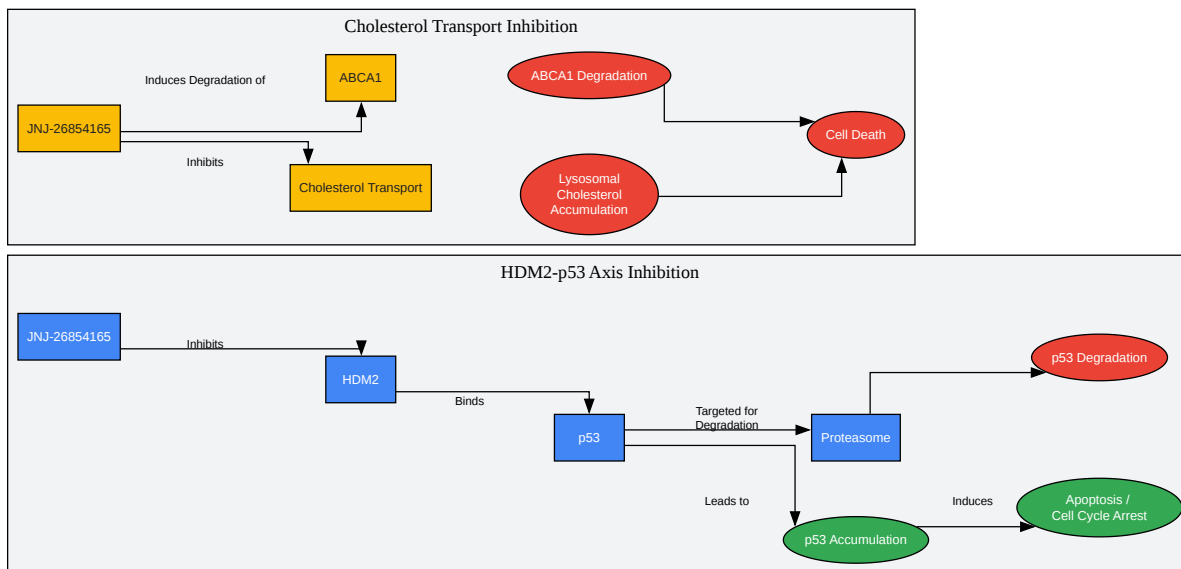 Cholesterol Transport Inhibition
Induces Degradation of
ABCA1
JNJ-26854165
Inhibits
Cholesterol Transport
ABCA1 Degradation
Cell Death
Lysosomal
Cholesterol
Accumulation
HDM2-p53 Axis Inhibition
JNJ-26854165
Inhibits
HDM2
Binds
p53
Targeted for
Degradation
Proteasome
p53 Degradation
Leads to
p53 Accumulation
Induces
Apoptosis /
Cell Cycle Arrest